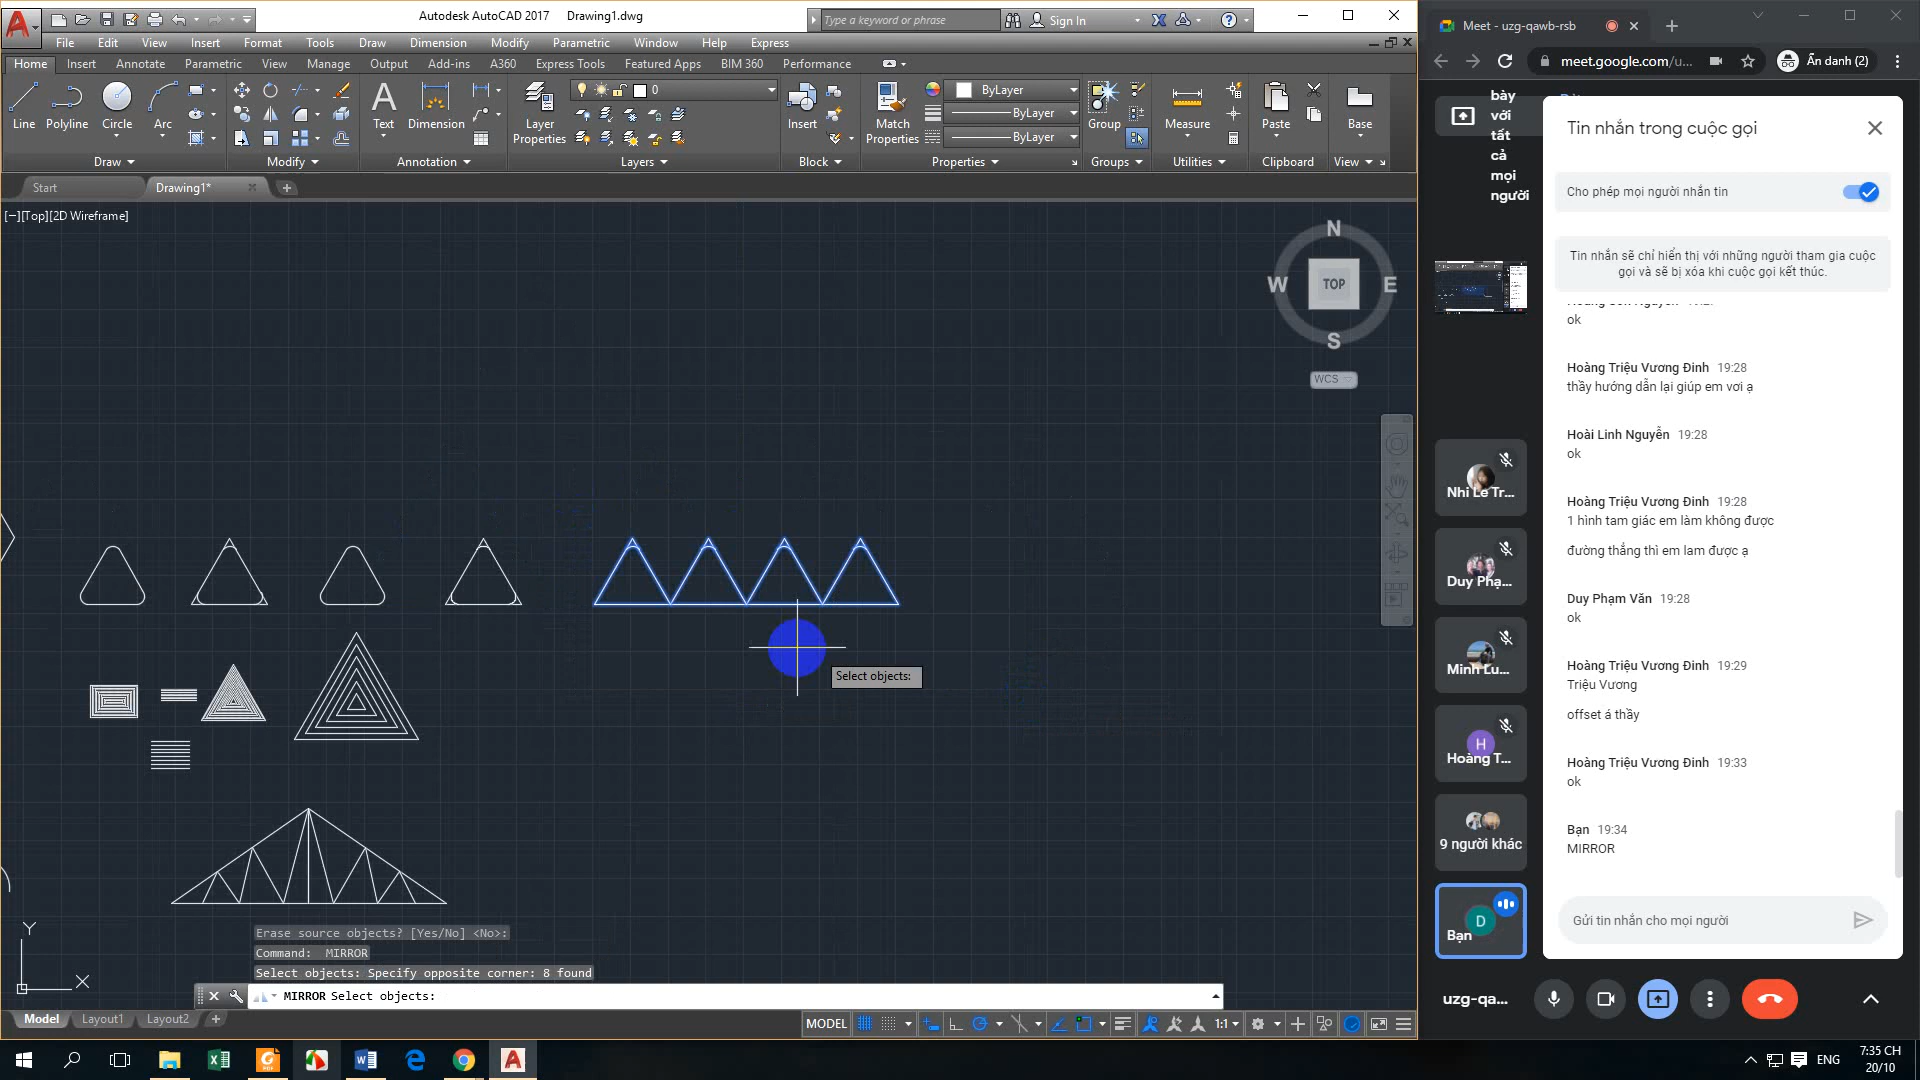 Autodesk AutoCAD 2017 Drawing1.dwg
Type a keyword or phrase
Sign In
File Edit View Insert Format Tools Draw Dimension Modify Parametric Window Help Express
Home Insert Annotate Parametric View Manage Output Add-ins A360 Express Tools Featured Apps BIM 360 Performance
Line Polyline Circle Arc
Text Dimension
Layer
Properties
0
Insert
Match
Properties
ByLayer
ByLayer
ByLayer
Group
Measure
Paste
Base
Draw Modify Annotation Layers Block Properties Groups Utilities Clipboard View
Start Drawing1*
[−][Top][2D Wireframe]
N
W TOP E
S
WCS
Select objects:
Y
X
Erase source objects? [Yes/No] <No>:
Command: MIRROR
Select objects: Specify opposite corner: 8 found
MIRROR Select objects:
Model Layout1 Layout2
MODEL 1:1
Meet - uzg-qawb-rsb
meet.google.com/u...
Ẩn danh (2)
bày
với
tất
cả
mọi
người
Tin nhắn trong cuộc gọi
Cho phép mọi người nhắn tin
Tin nhắn sẽ chỉ hiển thị với những người tham gia cuộc
gọi và sẽ bị xóa khi cuộc gọi kết thúc.
ok
Hoàng Triệu Vương Đinh 19:28
thầy hướng dẫn lại giúp em vơi ạ
Hoài Linh Nguyễn 19:28
ok
Hoàng Triệu Vương Đinh 19:28
1 hình tam giác em làm không được
đường thẳng thì em lam được ạ
Duy Phạm Văn 19:28
ok
Hoàng Triệu Vương Đinh 19:29
Triệu Vương
offset á thầy
Hoàng Triệu Vương Đinh 19:33
ok
Bạn 19:34
MIRROR
Gửi tin nhắn cho mọi người
Nhi Lê Tr...
Duy Phạ...
Minh Lu...
H
Hoàng T...
9 người khác
D
Bạn
uzg-qa...
ENG
7:35 CH
20/10